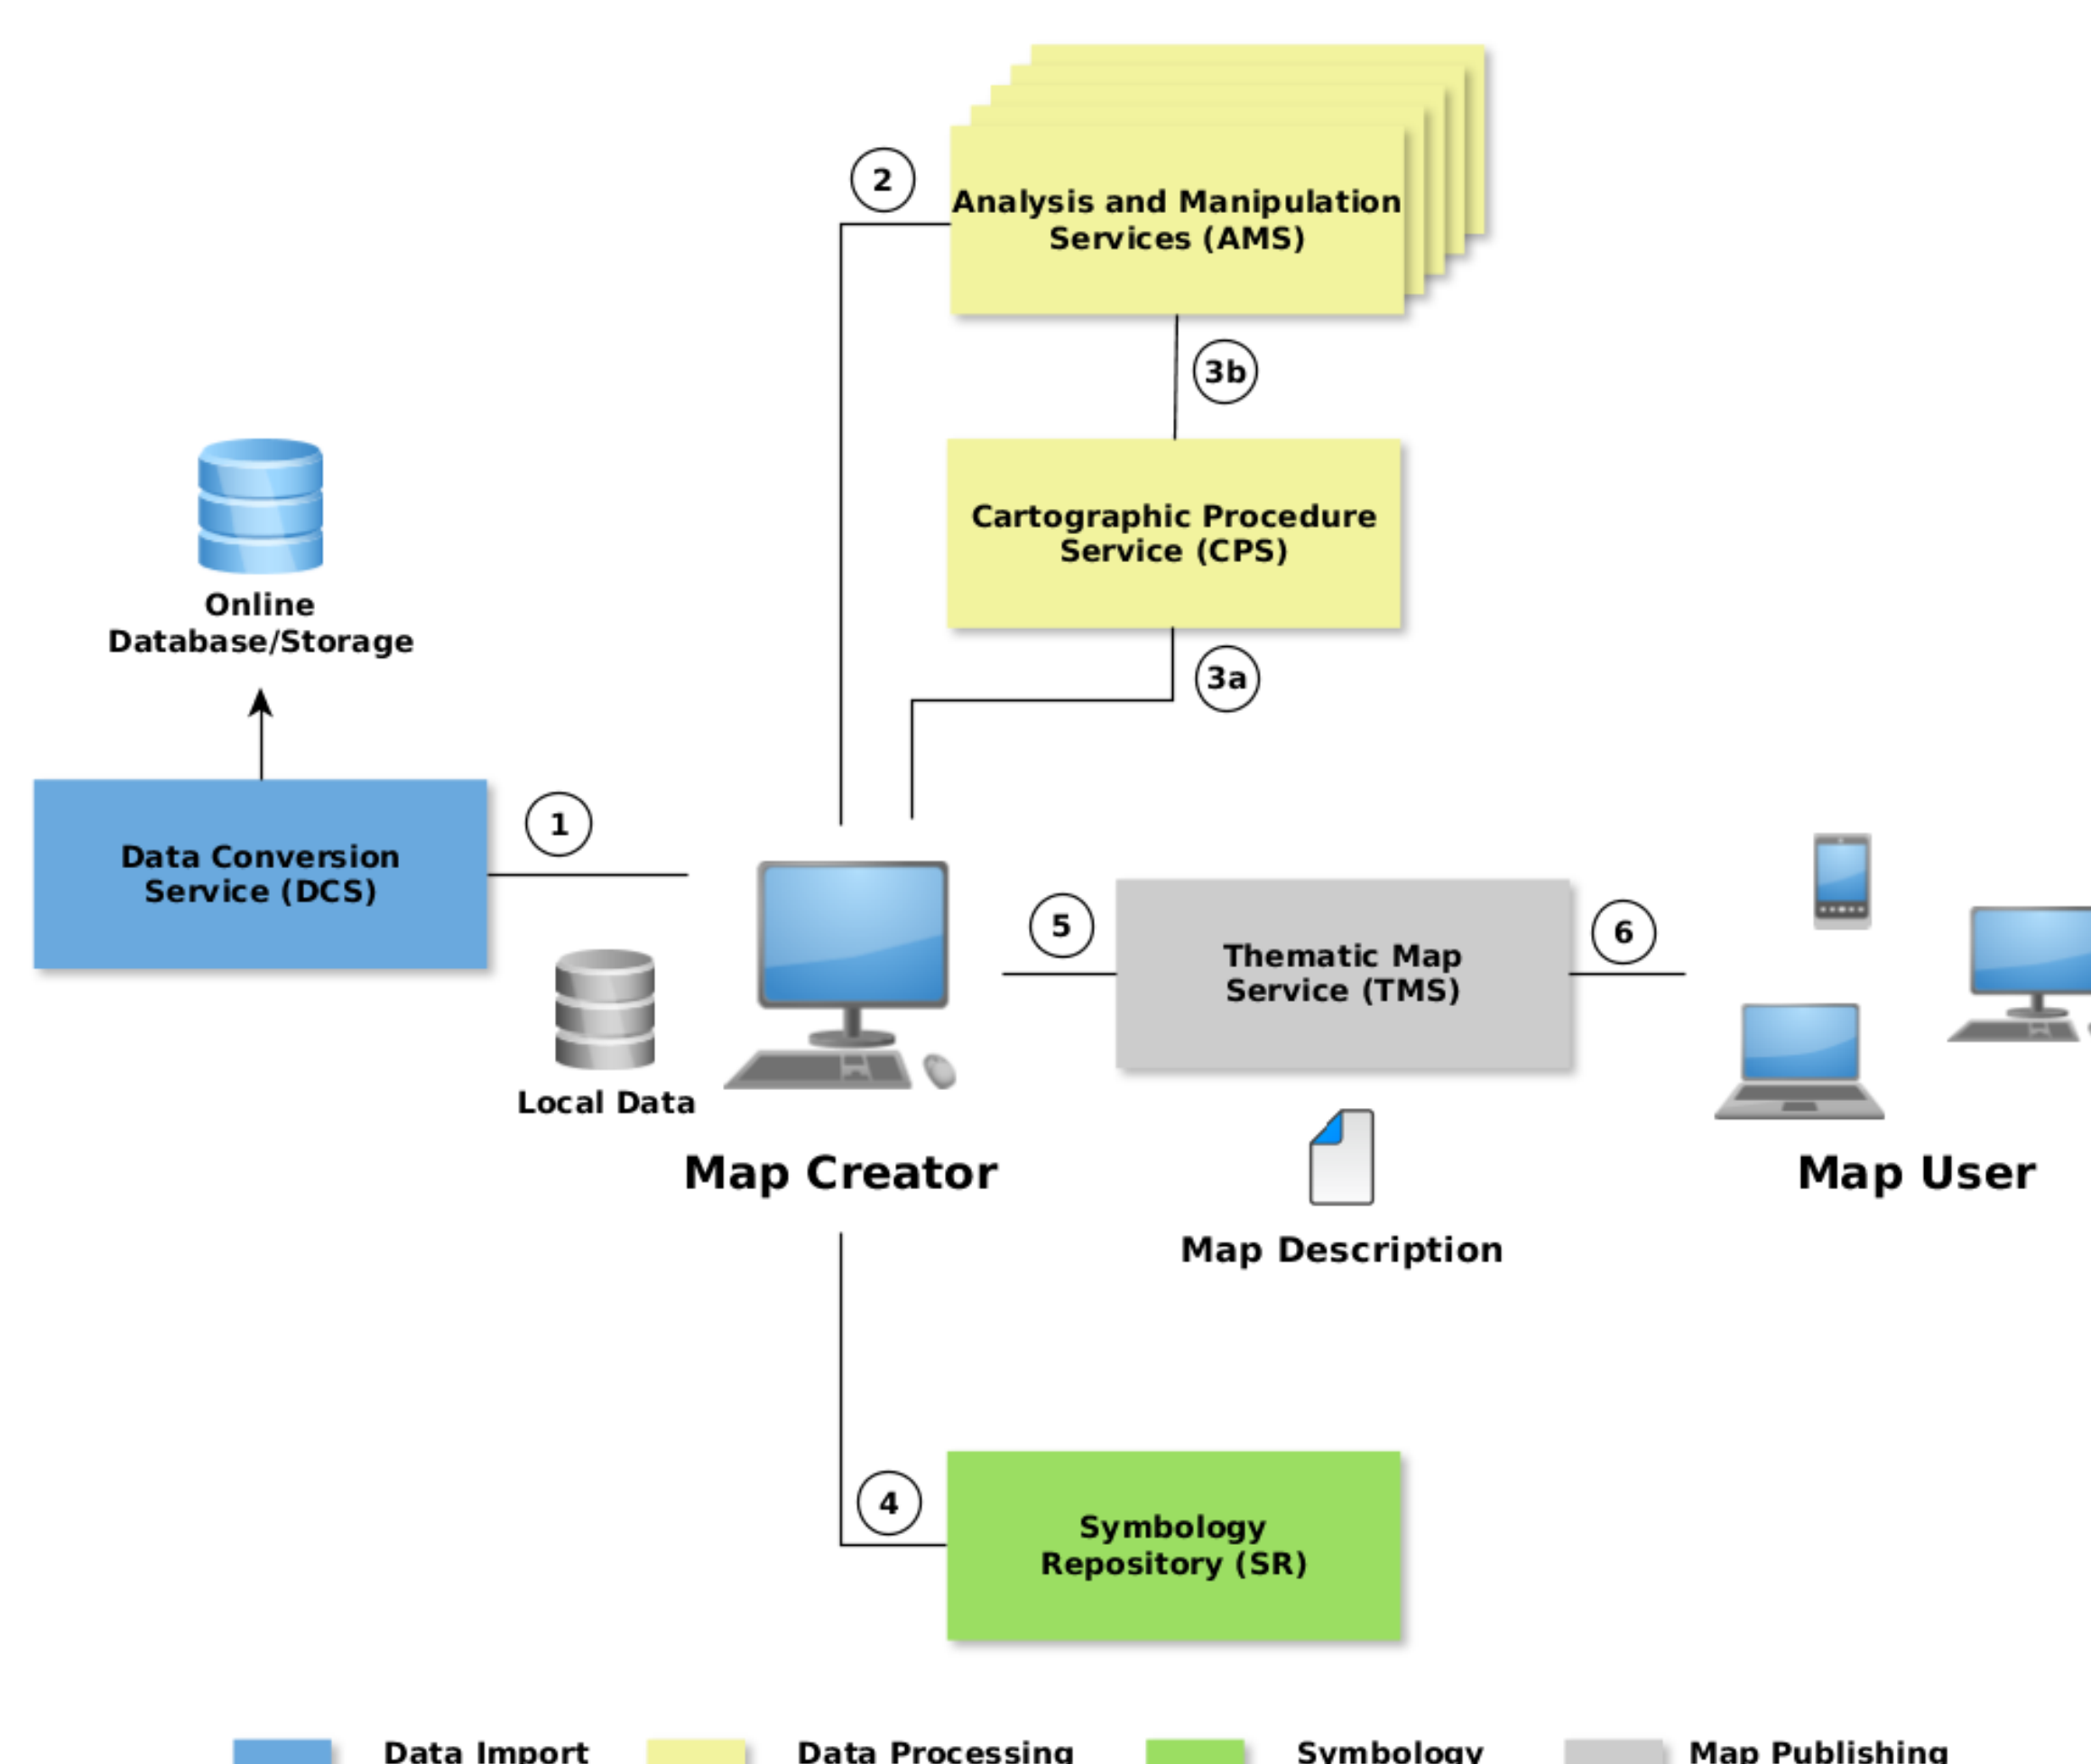 2
Analysis and Manipulation
Services (AMS)
3b
Cartographic Procedure
Service (CPS)
3a
Online
Database/Storage
1
Data Conversion
Service (DCS)
Local Data
Map Creator
5
Thematic Map
Service (TMS)
6
Map Description
Map User
4
Symbology
Repository (SR)
Data Import
Data Processing
Symbology
Map Publishing